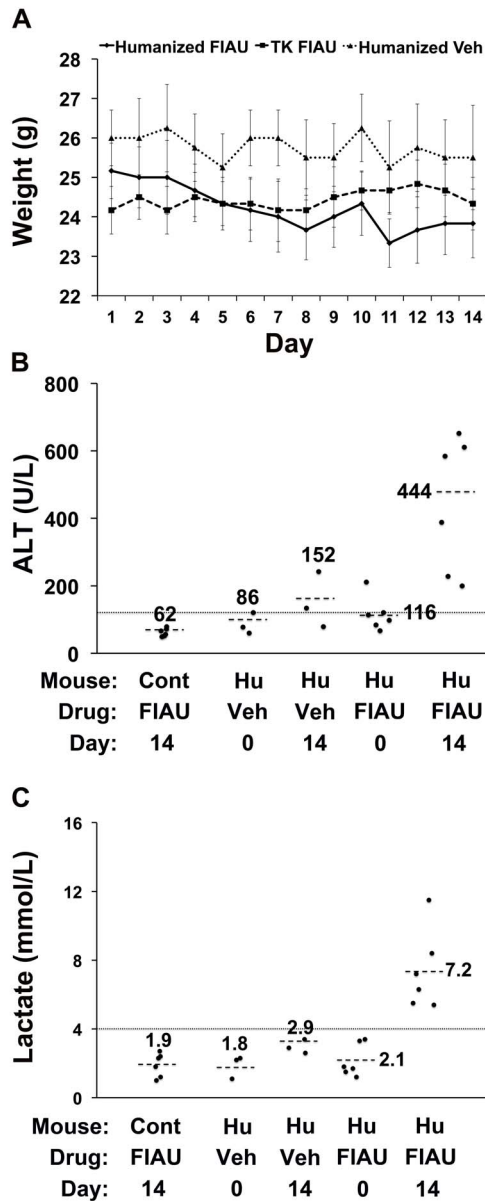 A
Humanized FIAU TK FIAU Humanized Veh
28
27
26
25
24
23
22
Weight (g)
1 2 3 4 5 6 7 8 9 10 11 12 13 14
Day
B
800
600
400
200
0
ALT (U/L)
62
86
152
116
444
Mouse: Cont Hu Hu Hu Hu
Drug: FIAU Veh Veh FIAU FIAU
Day: 14 0 14 0 14
C
16
12
8
4
0
Lactate (mmol/L)
1.9
1.8
2.9
2.1
7.2
Mouse: Cont Hu Hu Hu Hu
Drug: FIAU Veh Veh FIAU FIAU
Day: 14 0 14 0 14